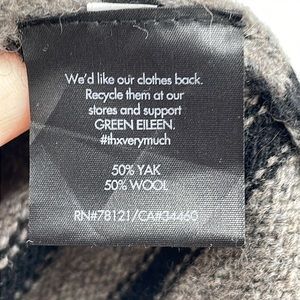 We'd like our clothes back.
Recycle them at our
stores and support
GREEN EILEEN.
#thxverymuch
50% YAK
50% WOOL
RN#78121/CA#34460